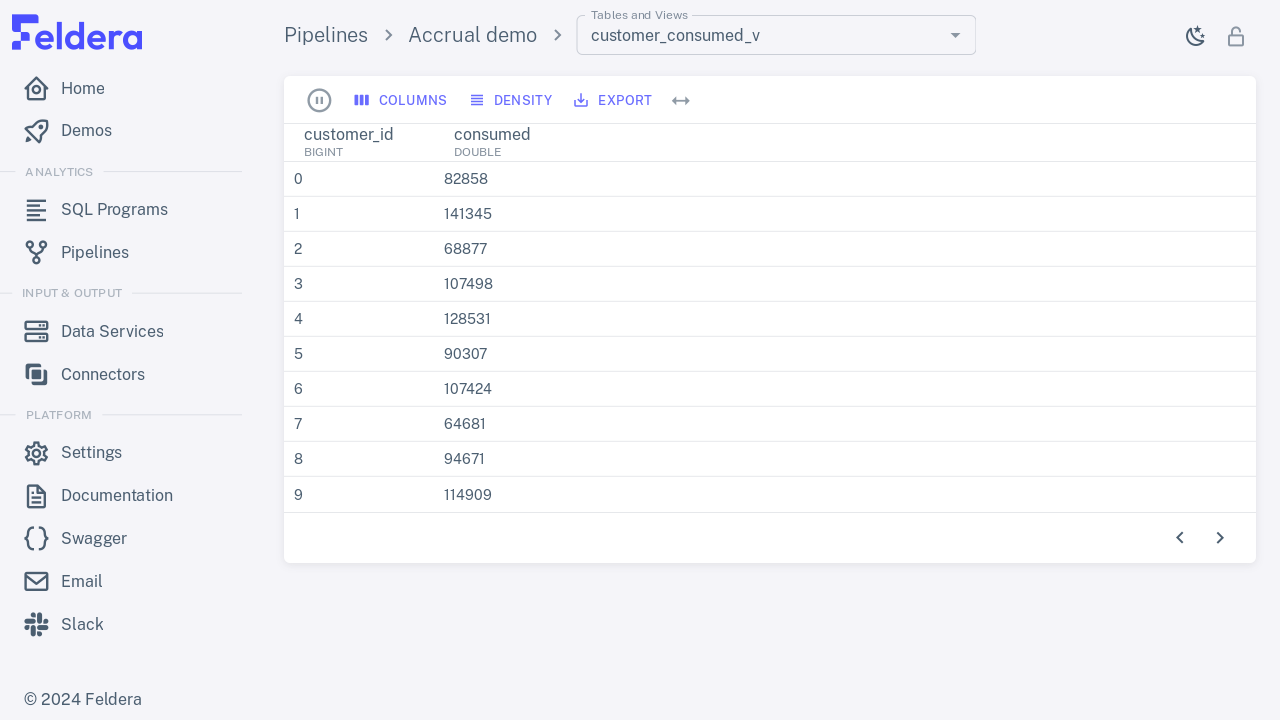 Feldera
Home
Demos
ANALYTICS
SQL Programs
Pipelines
INPUT & OUTPUT
Data Services
Connectors
PLATFORM
Settings
Documentation
Swagger
Email
Slack
© 2024 Feldera
Pipelines > Accrual demo >
Tables and Views
customer_consumed_v
COLUMNS DENSITY EXPORT
customer_id consumed
BIGINT DOUBLE
0 82858
1 141345
2 68877
3 107498
4 128531
5 90307
6 107424
7 64681
8 94671
9 114909